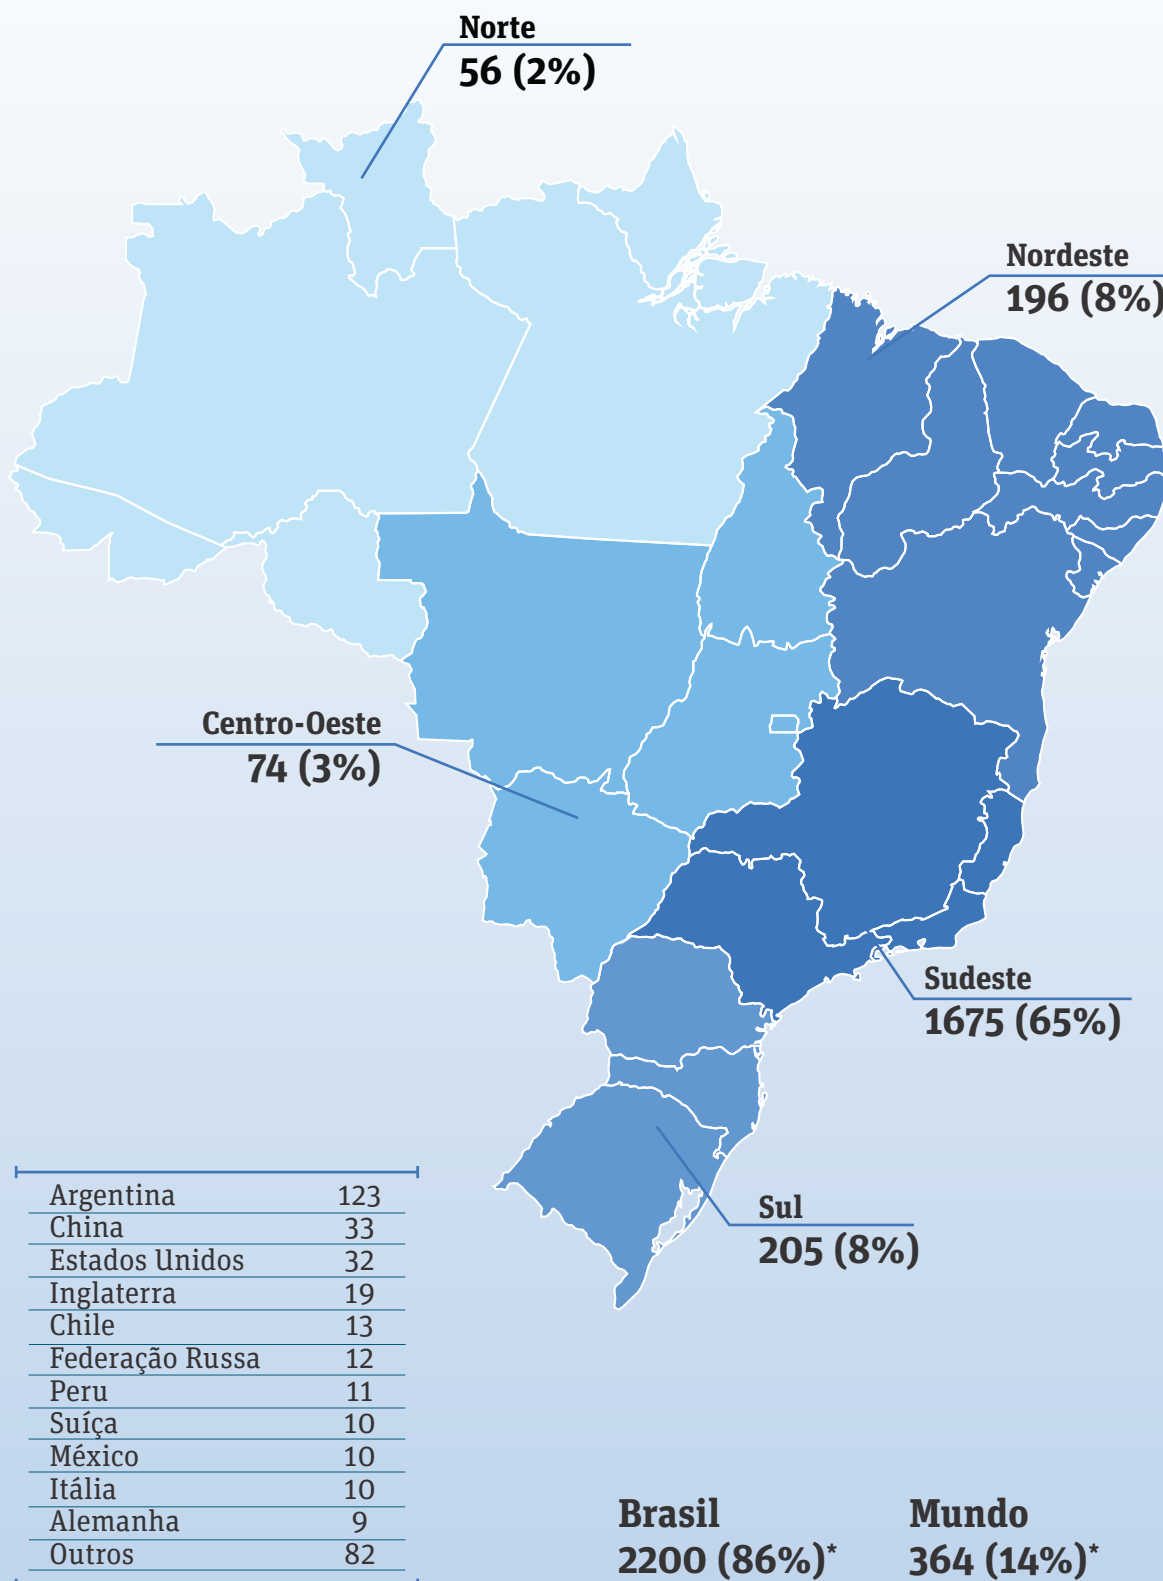 Norte
56 (2%)
Nordeste
196 (8%)
Centro-Oeste
74 (3%)
Sudeste
1675 (65%)
Sul
205 (8%)
Argentina 123
China 33
Estados Unidos 32
Inglaterra 19
Chile 13
Federação Russa 12
Peru 11
Suíça 10
México 10
Itália 10
Alemanha 9
Outros 82
Brasil
2200 (86%)*
Mundo
364 (14%)*